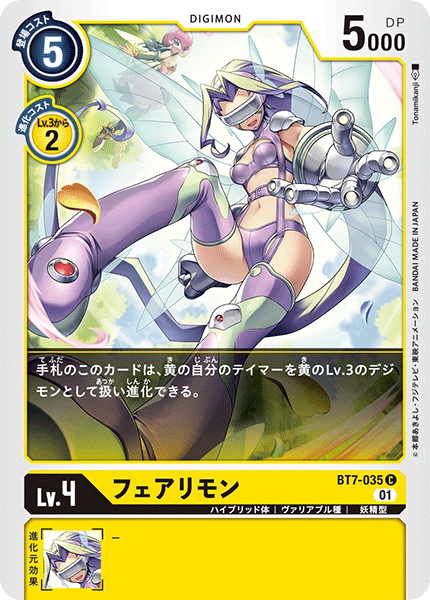 登場コスト
5
DIGIMON
5000
DP
進化コスト
Lv.3から
2
Tonamikanji
BANDAI MADE IN JAPAN
© 本郷あきよし・フジテレビ・東映アニメーション
手札のこのカードは、黄の自分のテイマーを黄のLv.3のデジ
モンとして扱い進化できる。
BT7-035 C
Lv.4
フェアリモン
01
ハイブリッド体 | ヴァリアブル種 | 妖精型
進化元効果
－